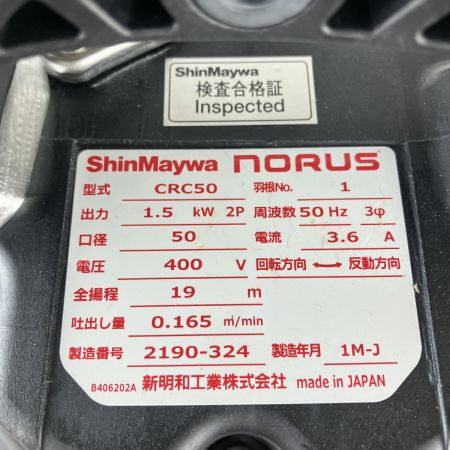 ShinMaywa
検査合格証
Inspected
ShinMaywa NORUS
型式 CRC50 羽根No. 1
出力 1.5 kW 2P 周波数 50 Hz 3φ
口径 50 電流 3.6 A
電圧 400 V 回転方向 ←→ 反動方向
全揚程 19 m
吐出し量 0.165 m³/min
製造番号 2190-324 製造年月 1M-J
B406202A 新明和工業株式会社 made in JAPAN